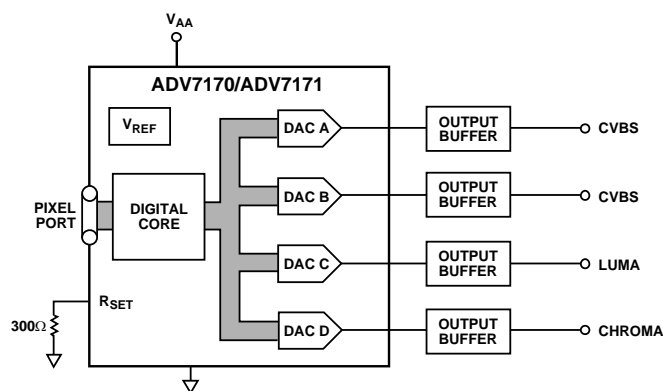 VAA
ADV7170/ADV7171
VREF
DAC A
OUTPUT
BUFFER
CVBS
PIXEL
PORT
DIGITAL
CORE
DAC B
OUTPUT
BUFFER
CVBS
DAC C
OUTPUT
BUFFER
LUMA
RSET
300Ω
DAC D
OUTPUT
BUFFER
CHROMA